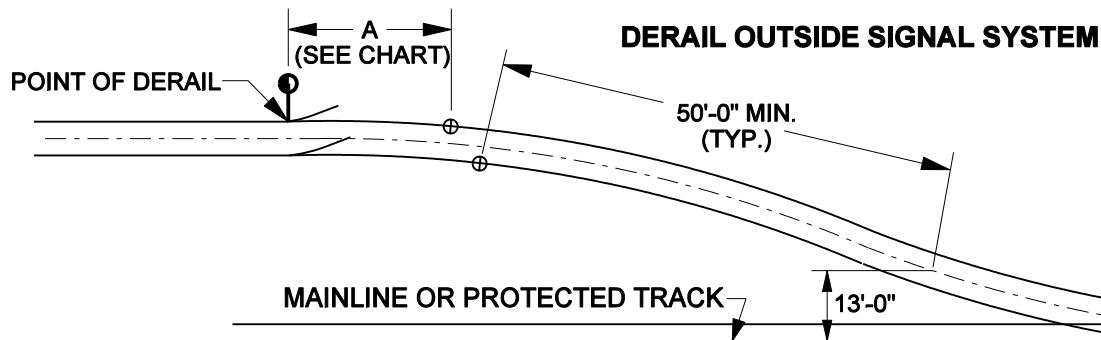 A
(SEE CHART)
DERAIL OUTSIDE SIGNAL SYSTEM
POINT OF DERAIL
50'-0" MIN.
(TYP.)
MAINLINE OR PROTECTED TRACK
13'-0"